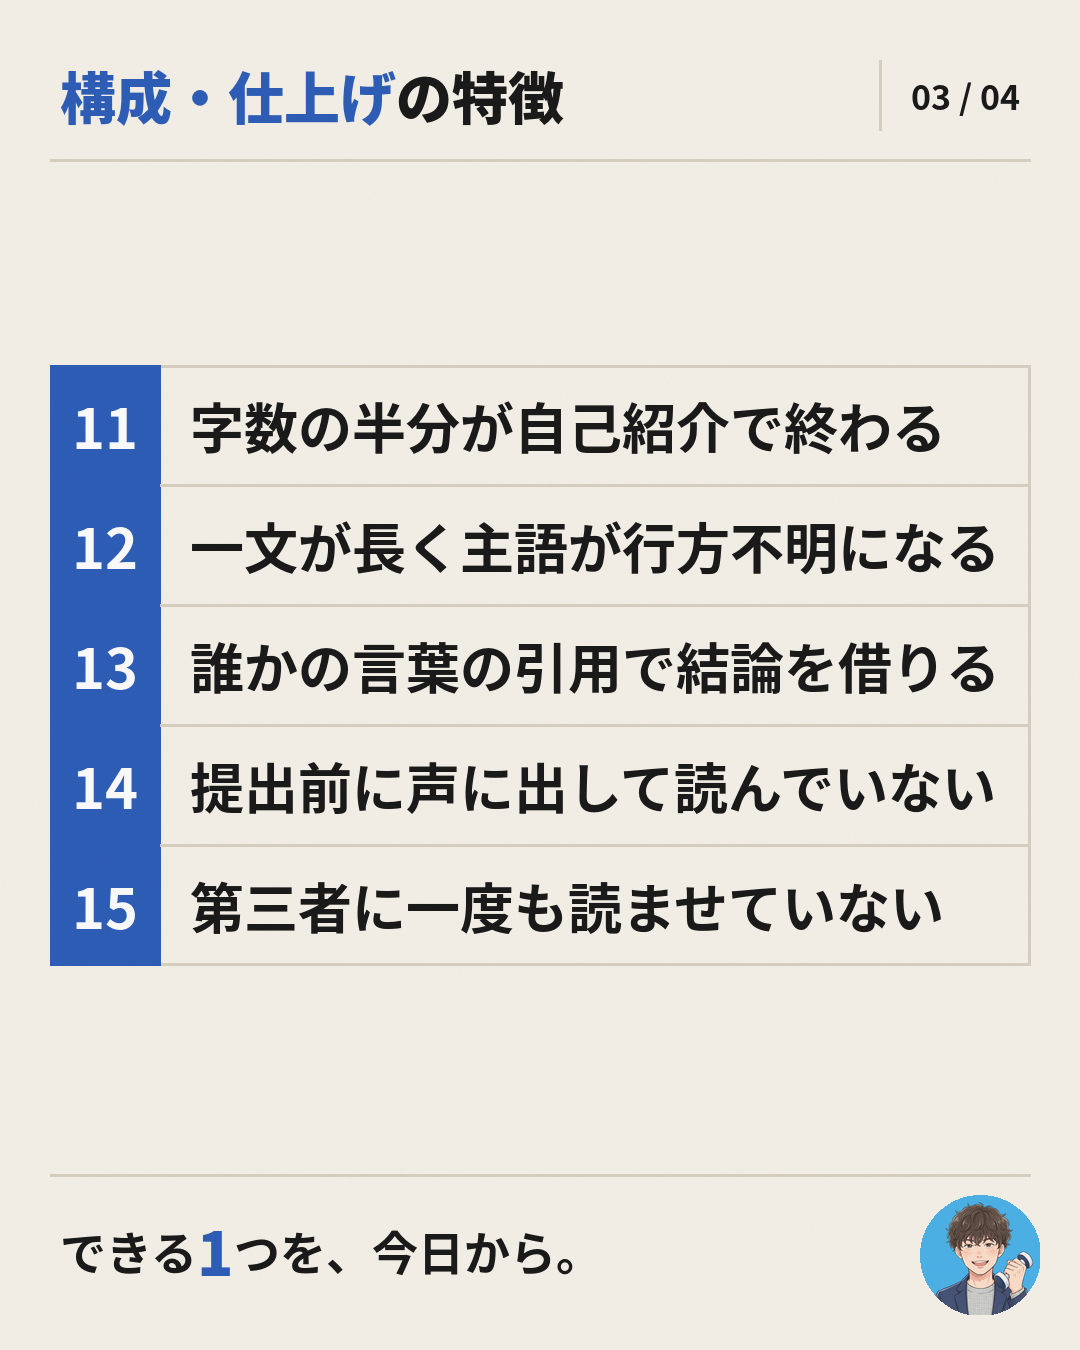 構成・仕上げの特徴
03 / 04
11 字数の半分が自己紹介で終わる
12 一文が長く主語が行方不明になる
13 誰かの言葉の引用で結論を借りる
14 提出前に声に出して読んでいない
15 第三者に一度も読ませていない
できる1つを、今日から。